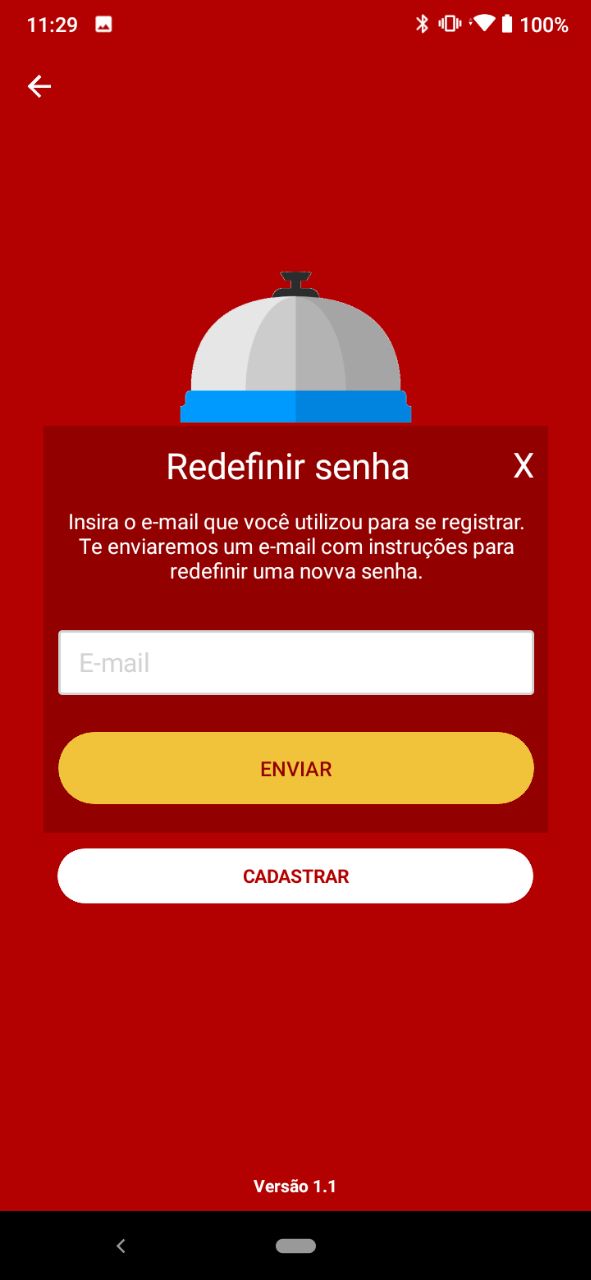 11:29
100%
Redefinir senha
X
Insira o e-mail que você utilizou para se registrar.
Te enviaremos um e-mail com instruções para
redefinir uma novva senha.
E-mail
ENVIAR
CADASTRAR
Versão 1.1